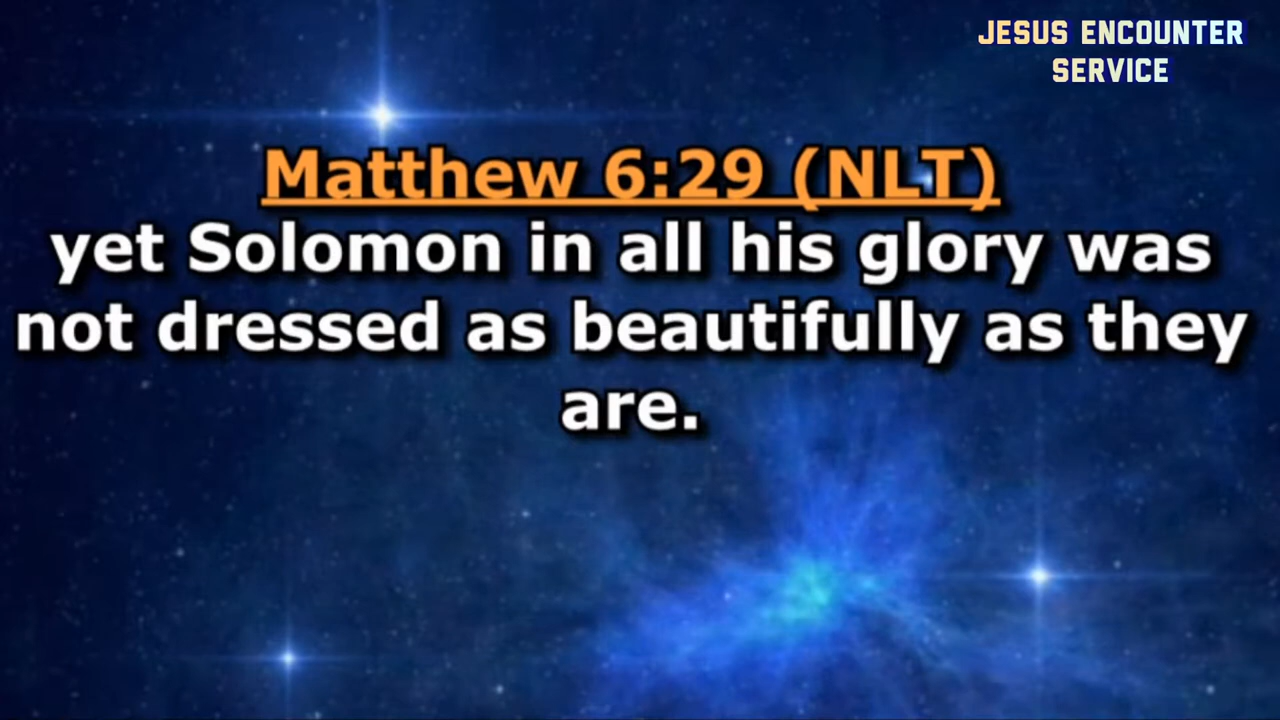 JESUS ENCOUNTER
SERVICE
Matthew 6:29 (NLT)
yet Solomon in all his glory was
not dressed as beautifully as they
are.